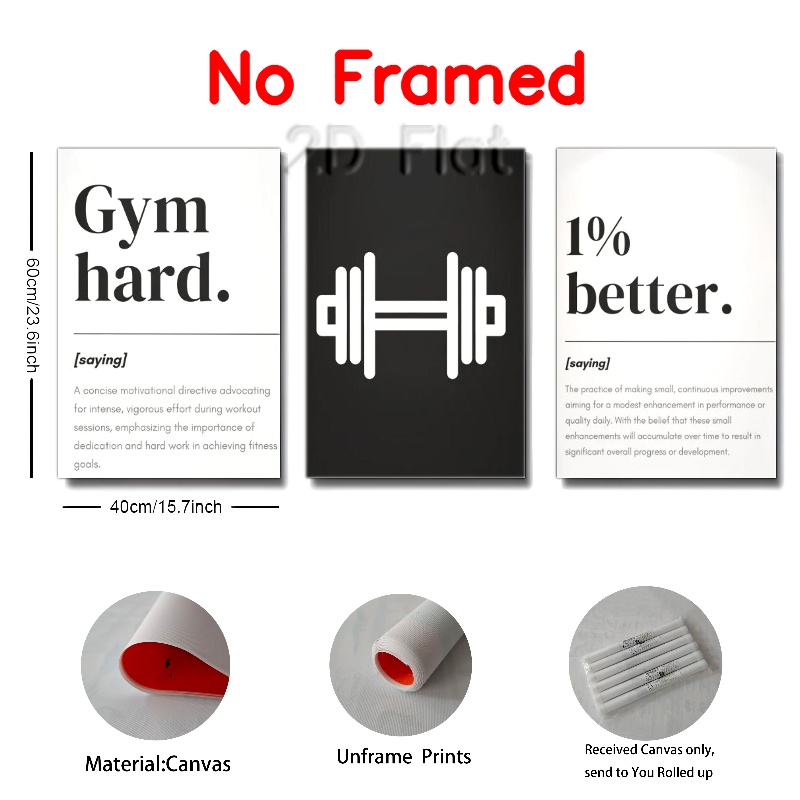 No Framed
2D Flat
Gym
hard.
[saying]
A concise motivational directive advocating
for intense, vigorous effort during workout
sessions, emphasizing the importance of
dedication and hard work in achieving fitness
goals.
1%
better.
[saying]
The practice of making small, continuous improvements
aiming for a modest enhancement in performance or
quality daily. With the belief that these small
enhancements will accumulate over time to result in
significant overall progress or development.
60cm/23.6inch
40cm/15.7inch
Material:Canvas
Unframe Prints
Received Canvas only,
send to You Rolled up